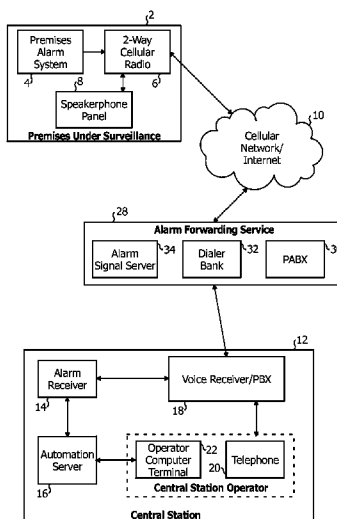 2
Premises
Alarm
System
2-Way
Cellular
Radio
4
8
6
Speakerphone
Panel
Premises Under Surveillance
10
Cellular
Network/
Internet
28
Alarm Forwarding Service
Alarm
Signal Server
34
Dialer
Bank
32
PABX
12
Alarm
Receiver
14
Voice Receiver/PBX
18
Automation
Server
16
Operator
Computer
Terminal
22
Telephone
20
Central Station Operator
Central Station